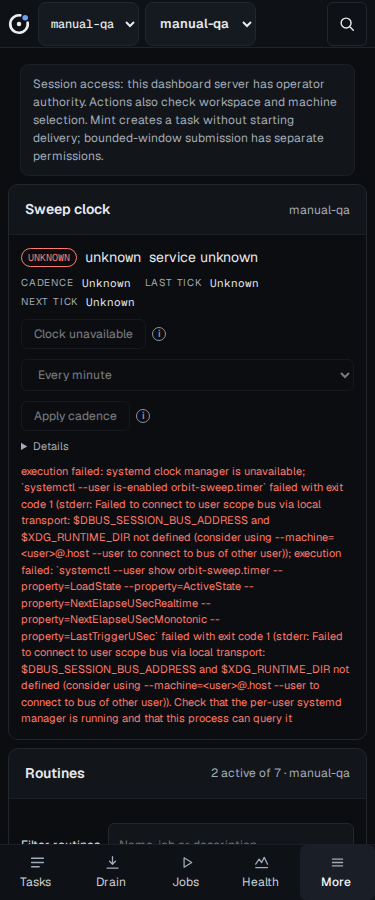 manual-qa manual-qa
Session access: this dashboard server has operator
authority. Actions also check workspace and machine
selection. Mint creates a task without starting
delivery; bounded-window submission has separate
permissions.
Sweep clock manual-qa
UNKNOWN unknown service unknown
CADENCE Unknown LAST TICK Unknown
NEXT TICK Unknown
Clock unavailable
Every minute
Apply cadence
Details
execution failed: systemd clock manager is unavailable;
`systemctl --user is-enabled orbit-sweep.timer` failed with exit
code 1 (stderr: Failed to connect to user scope bus via local
transport: $DBUS_SESSION_BUS_ADDRESS and
$XDG_RUNTIME_DIR not defined (consider using --machine=
<user>@.host --user to connect to bus of other user)); execution
failed: `systemctl --user show orbit-sweep.timer --
property=LoadState --property=ActiveState --
property=NextElapseUSecRealtime --
property=NextElapseUSecMonotonic --
property=LastTriggerUSec` failed with exit code 1 (stderr: Failed
to connect to user scope bus via local transport:
$DBUS_SESSION_BUS_ADDRESS and $XDG_RUNTIME_DIR not
defined (consider using --machine=<user>@.host --user to
connect to bus of other user)). Check that the per-user systemd
manager is running and that this process can query it
Routines 2 active of 7 · manual-qa
Filter routines Name, job or description
Tasks Drain Jobs Health More